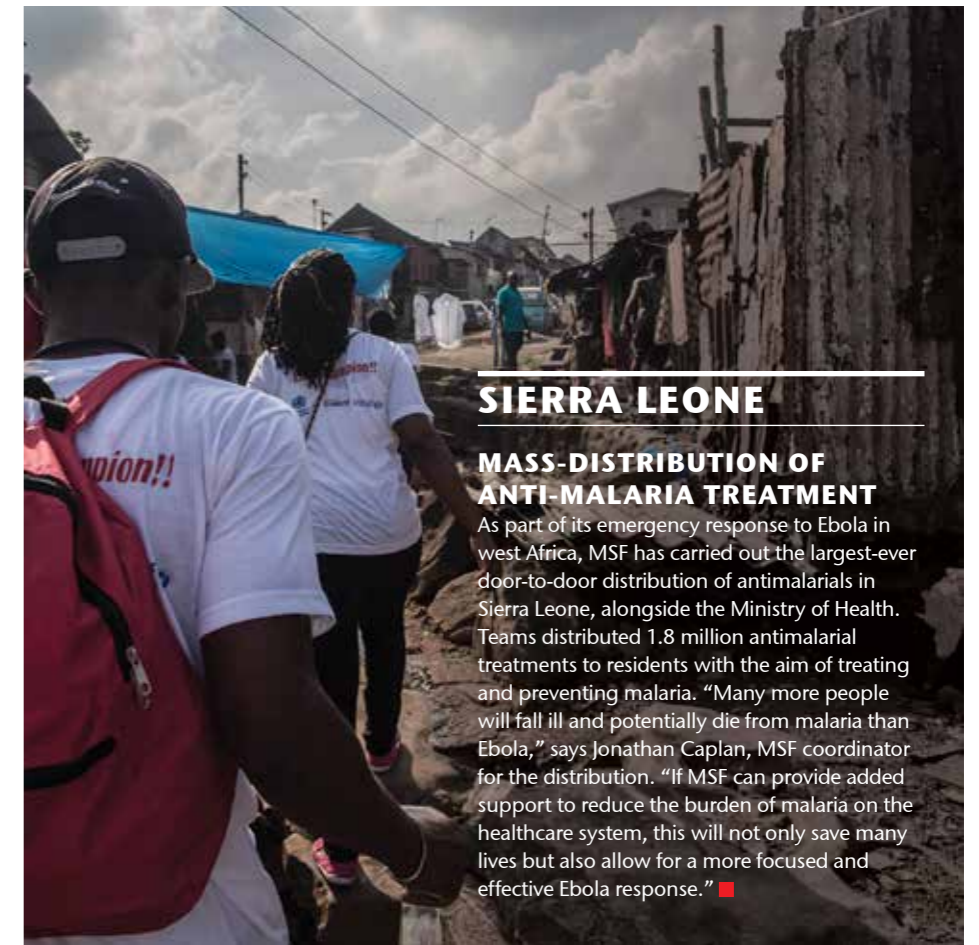 pion!!
mpion!!
SIERRA LEONE
MASS-DISTRIBUTION OF
ANTI-MALARIA TREATMENT
As part of its emergency response to Ebola in
west Africa, MSF has carried out the largest-ever
door-to-door distribution of antimalarials in
Sierra Leone, alongside the Ministry of Health.
Teams distributed 1.8 million antimalarial
treatments to residents with the aim of treating
and preventing malaria. “Many more people
will fall ill and potentially die from malaria than
Ebola,” says Jonathan Caplan, MSF coordinator
for the distribution. “If MSF can provide added
support to reduce the burden of malaria on the
healthcare system, this will not only save many
lives but also allow for a more focused and
effective Ebola response.”